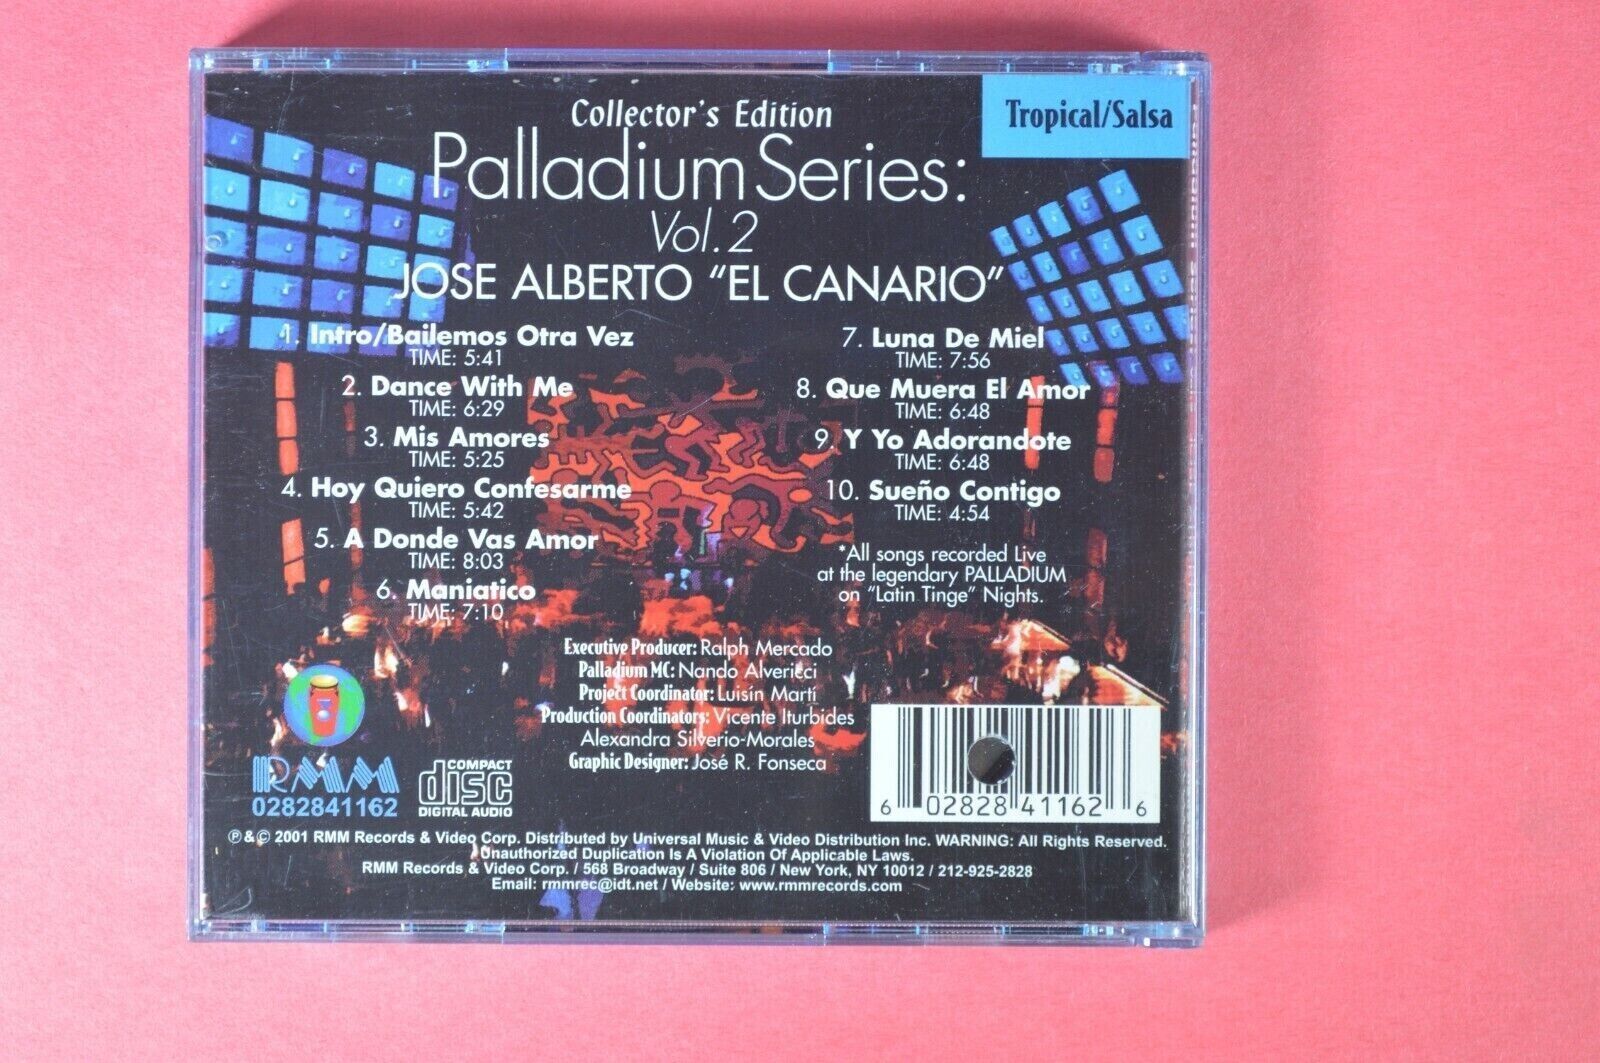 Collector's Edition
Tropical/Salsa
Palladium Series:
Vol.2
JOSE ALBERTO "EL CANARIO"
1. Intro/Bailemos Otra Vez
TIME: 5:41
2. Dance With Me
TIME: 6:29
3. Mis Amores
TIME: 5:25
4. Hoy Quiero Confesarme
TIME: 5:42
5. A Donde Vas Amor
TIME: 8:03
6. Maniatico
TIME: 7:10
7. Luna De Miel
TIME: 7:56
8. Que Muera El Amor
TIME: 6:48
9. Y Yo Adorandote
TIME: 6:48
10. Sueño Contigo
TIME: 4:54
*All songs recorded Live
at the legendary PALLADIUM
on "Latin Tinge" Nights.
Executive Producer: Ralph Mercado
Palladium MC: Nando Alvericci
Project Coordinator: Luisín Martí
Production Coordinators: Vicente Iturbides
Alexandra Silverio-Morales
Graphic Designer: José R. Fonseca
RMM
0282841162
COMPACT
disc
DIGITAL AUDIO
6 02828 41162 6
℗ & © 2001 RMM Records & Video Corp. Distributed by Universal Music & Video Distribution Inc. WARNING: All Rights Reserved.
Unauthorized Duplication Is A Violation Of Applicable Laws.
RMM Records & Video Corp. / 568 Broadway / Suite 806 / New York, NY 10012 / 212-925-2828
Email: rmmrec@idt.net / Website: www.rmmrecords.com